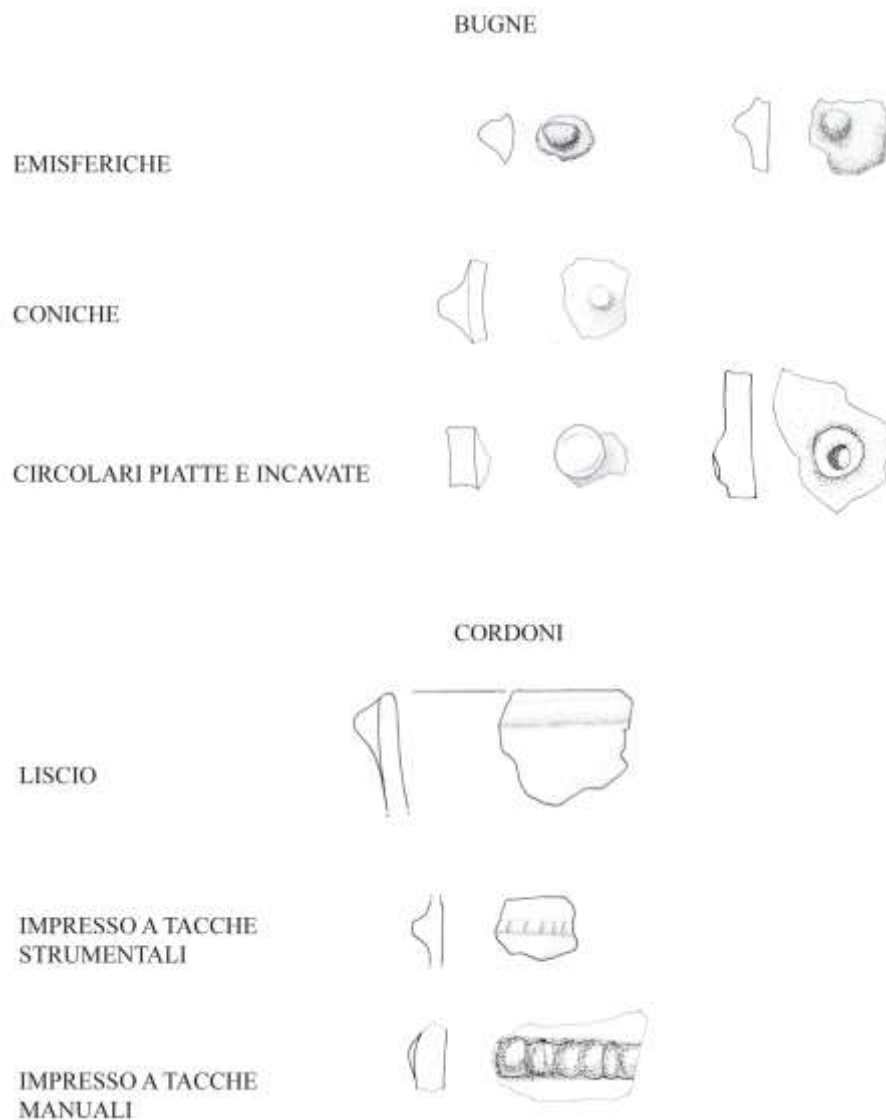 BUGNE
EMISFERICHE
CONICHE
CIRCOLARI PIATTE E INCAVATE
CORDONI
LISCIO
IMPRESSO A TACCHE
STRUMENTALI
IMPRESSO A TACCHE
MANUALI